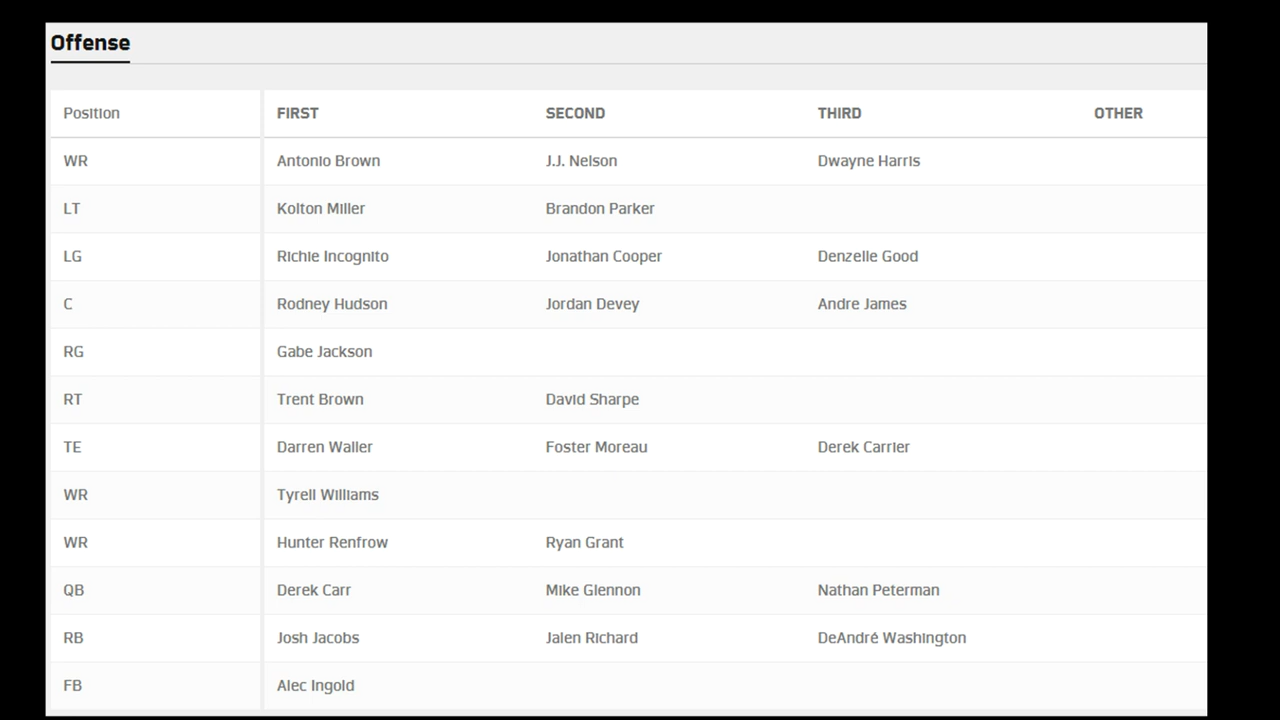 Offense
Position FIRST SECOND THIRD OTHER
WR Antonio Brown J.J. Nelson Dwayne Harris
LT Kolton Miller Brandon Parker
LG Richie Incognito Jonathan Cooper Denzelle Good
C Rodney Hudson Jordan Devey Andre James
RG Gabe Jackson
RT Trent Brown David Sharpe
TE Darren Waller Foster Moreau Derek Carrier
WR Tyrell Williams
WR Hunter Renfrow Ryan Grant
QB Derek Carr Mike Glennon Nathan Peterman
RB Josh Jacobs Jalen Richard DeAndré Washington
FB Alec Ingold